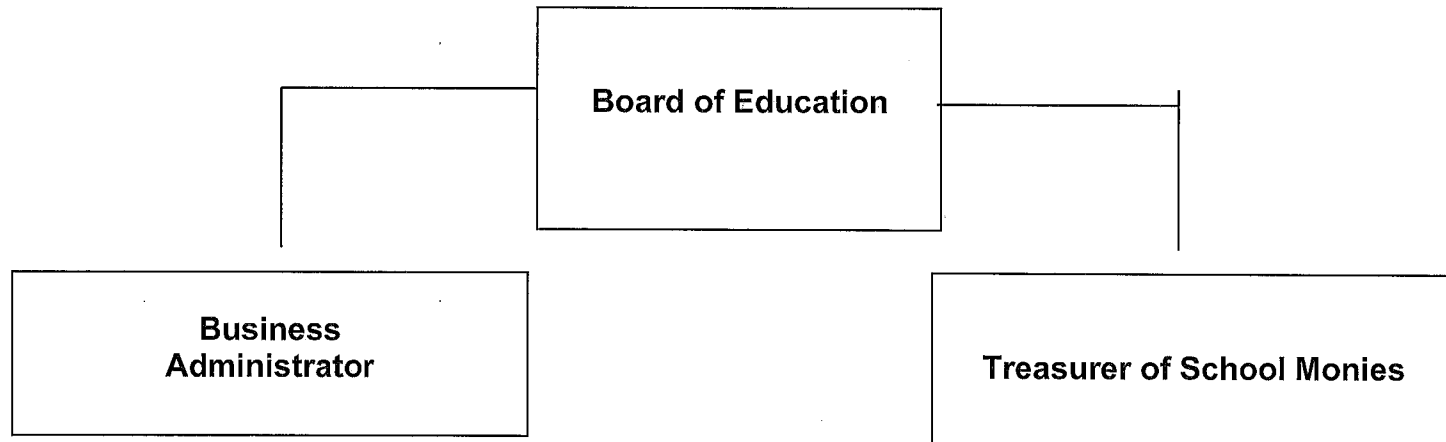 Board of Education
Business
Administrator
Treasurer of School Monies